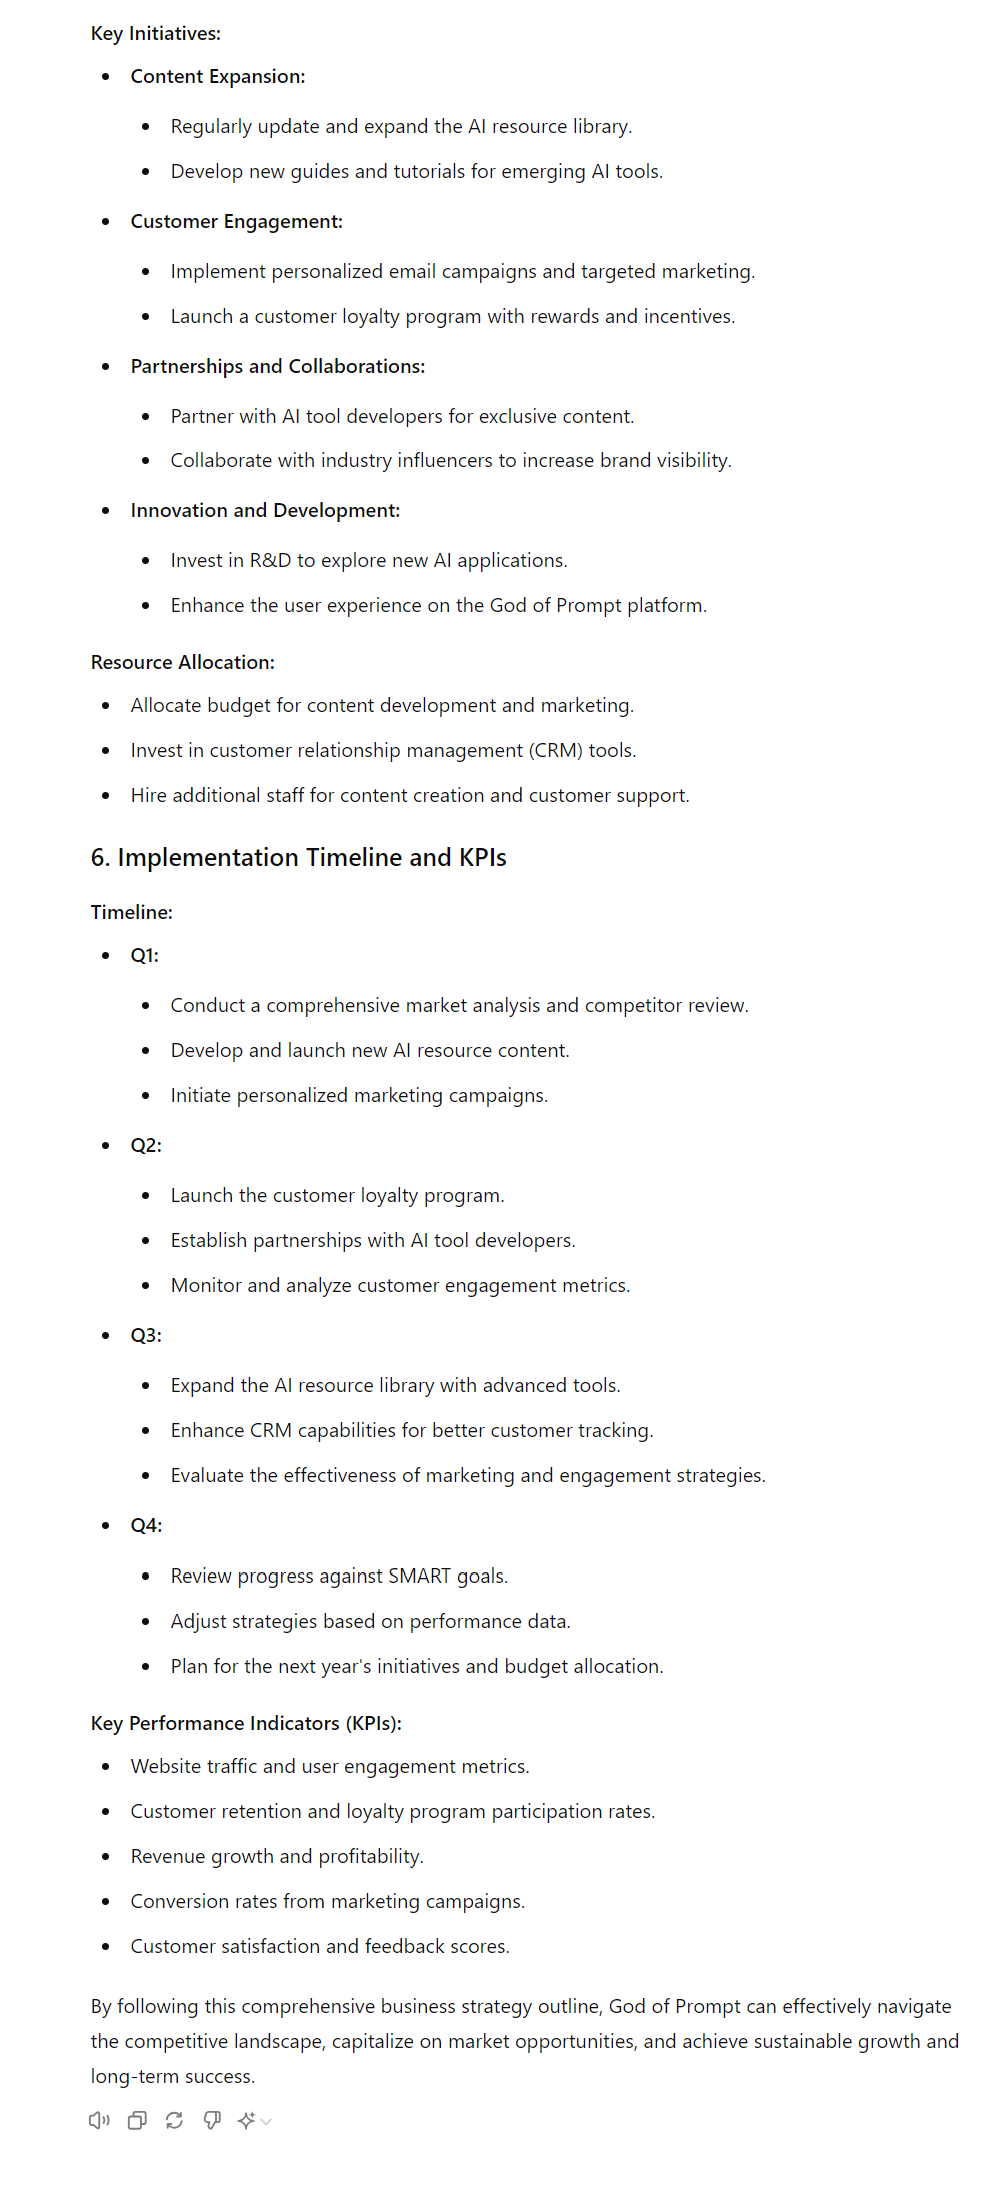 Key Initiatives:
Content Expansion:
Regularly update and expand the AI resource library.
Develop new guides and tutorials for emerging AI tools.
Customer Engagement:
Implement personalized email campaigns and targeted marketing.
Launch a customer loyalty program with rewards and incentives.
Partnerships and Collaborations:
Partner with AI tool developers for exclusive content.
Collaborate with industry influencers to increase brand visibility.
Innovation and Development:
Invest in R&D to explore new AI applications.
Enhance the user experience on the God of Prompt platform.
Resource Allocation:
Allocate budget for content development and marketing.
Invest in customer relationship management (CRM) tools.
Hire additional staff for content creation and customer support.
6. Implementation Timeline and KPIs
Timeline:
Q1:
Conduct a comprehensive market analysis and competitor review.
Develop and launch new AI resource content.
Initiate personalized marketing campaigns.
Q2:
Launch the customer loyalty program.
Establish partnerships with AI tool developers.
Monitor and analyze customer engagement metrics.
Q3:
Expand the AI resource library with advanced tools.
Enhance CRM capabilities for better customer tracking.
Evaluate the effectiveness of marketing and engagement strategies.
Q4:
Review progress against SMART goals.
Adjust strategies based on performance data.
Plan for the next year's initiatives and budget allocation.
Key Performance Indicators (KPIs):
Website traffic and user engagement metrics.
Customer retention and loyalty program participation rates.
Revenue growth and profitability.
Conversion rates from marketing campaigns.
Customer satisfaction and feedback scores.
By following this comprehensive business strategy outline, God of Prompt can effectively navigate
the competitive landscape, capitalize on market opportunities, and achieve sustainable growth and
long-term success.